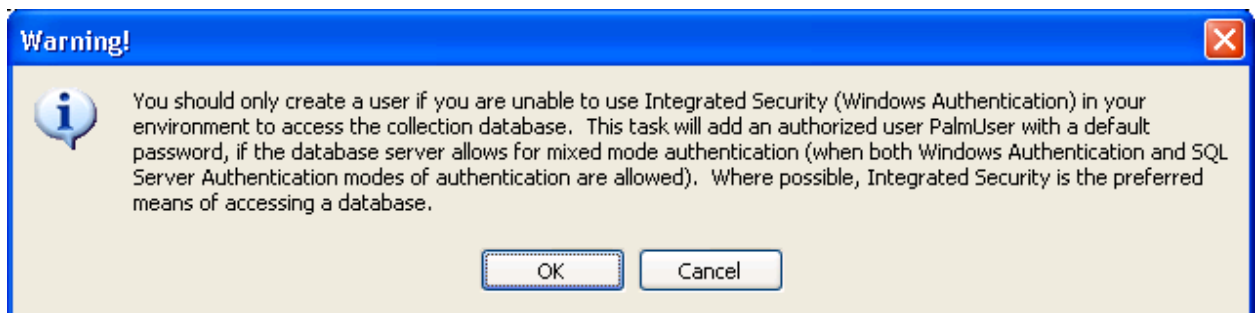 Warning!
You should only create a user if you are unable to use Integrated Security (Windows Authentication) in your
environment to access the collection database.  This task will add an authorized user PalmUser with a default
password, if the database server allows for mixed mode authentication (when both Windows Authentication and SQL
Server Authentication modes of authentication are allowed).  Where possible, Integrated Security is the preferred
means of accessing a database.
OK
Cancel